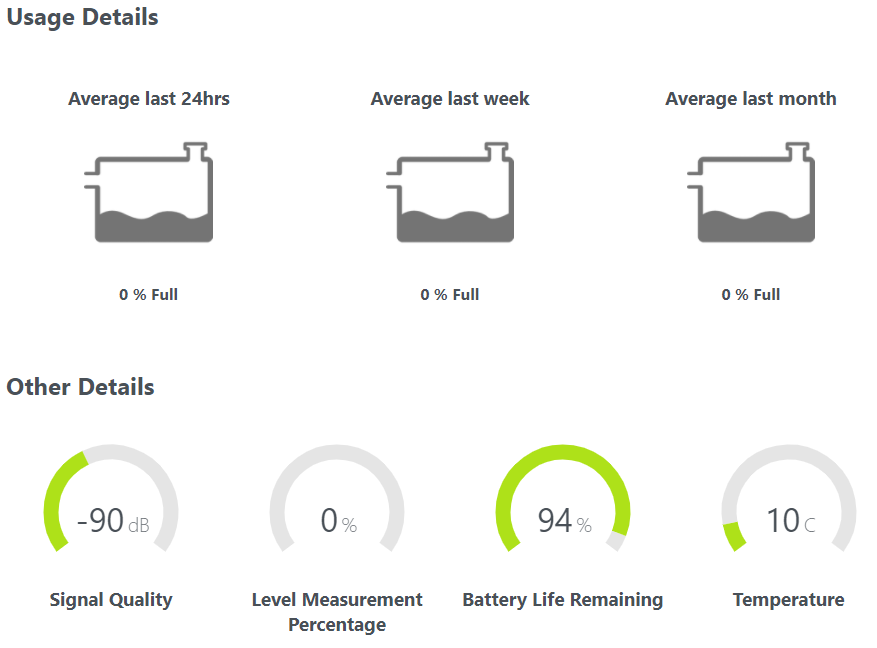 Usage Details
Average last 24hrs
Average last week
Average last month
0 % Full
0 % Full
0 % Full
Other Details
-90 dB
0 %
94 %
10 C
Signal Quality
Level Measurement
Percentage
Battery Life Remaining
Temperature